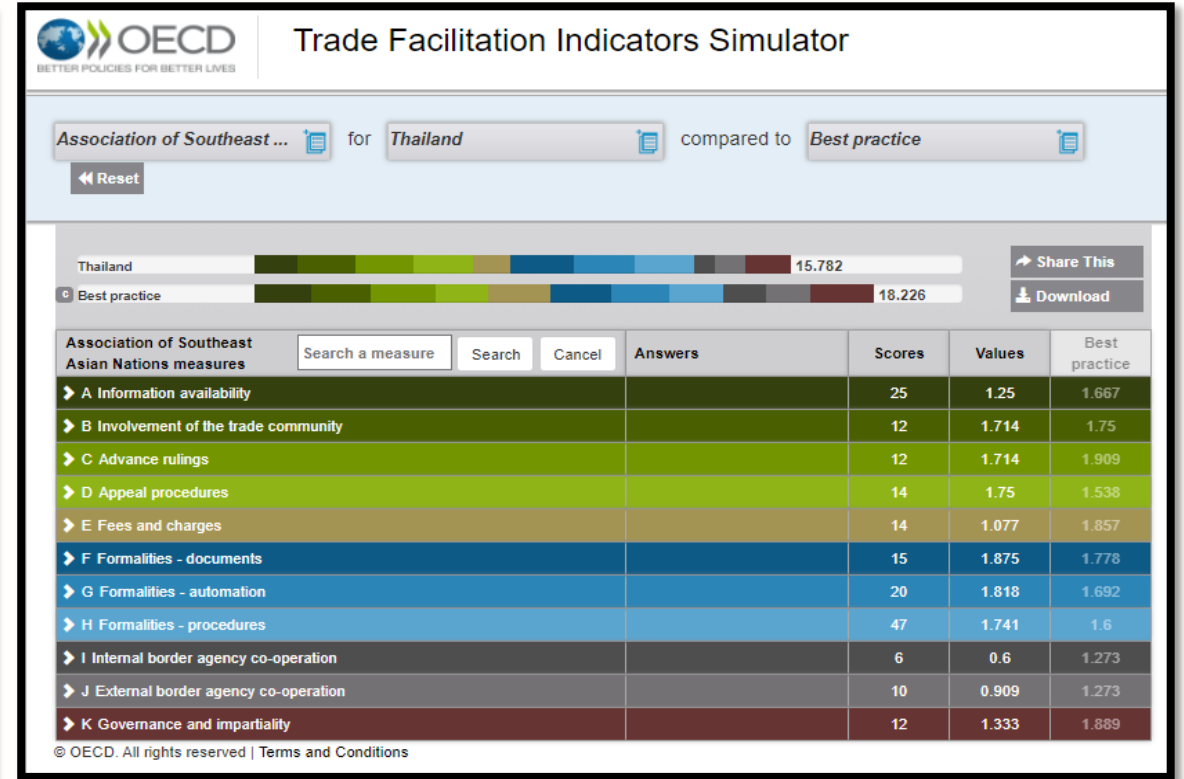 OECD
BETTER POLICIES FOR BETTER LIVES
Trade Facilitation Indicators Simulator
Association of Southeast ... for Thailand compared to Best practice
Reset
Thailand 15.782
Share This
c Best practice 18.226
Download
Association of Southeast Asian Nations measures Search a measure Search Cancel Answers Scores Values Best practice
A Information availability 25 1.25 1.667
B Involvement of the trade community 12 1.714 1.75
C Advance rulings 12 1.714 1.909
D Appeal procedures 14 1.75 1.538
E Fees and charges 14 1.077 1.857
F Formalities - documents 15 1.875 1.778
G Formalities - automation 20 1.818 1.692
H Formalities - procedures 47 1.741 1.6
I Internal border agency co-operation 6 0.6 1.273
J External border agency co-operation 10 0.909 1.273
K Governance and impartiality 12 1.333 1.889
© OECD. All rights reserved | Terms and Conditions